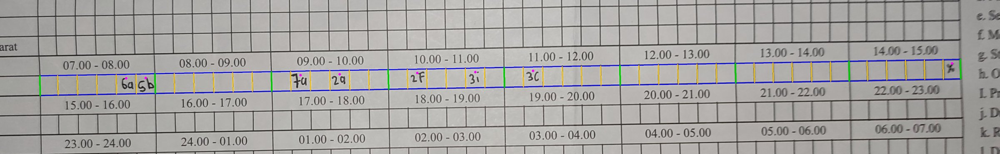 e. Se
f. M
arat
07.00 - 08.00 08.00 - 09.00 09.00 - 10.00 10.00 - 11.00 11.00 - 12.00 12.00 - 13.00 13.00 - 14.00 14.00 - 15.00
6a 5b 7a 2a 2F 3i 3C
15.00 - 16.00 16.00 - 17.00 17.00 - 18.00 18.00 - 19.00 19.00 - 20.00 20.00 - 21.00 21.00 - 22.00 22.00 - 23.00
23.00 - 24.00 24.00 - 01.00 01.00 - 02.00 02.00 - 03.00 03.00 - 04.00 04.00 - 05.00 05.00 - 06.00 06.00 - 07.00